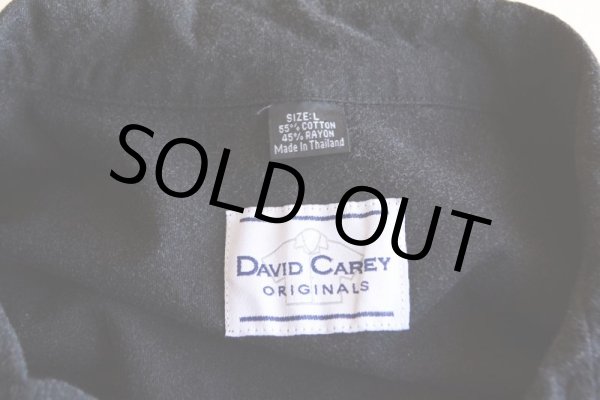 SIZE:L
55% COTTON
45% RAYON
Made In Thailand
SOLD OUT
DAVID CAREY
ORIGINALS